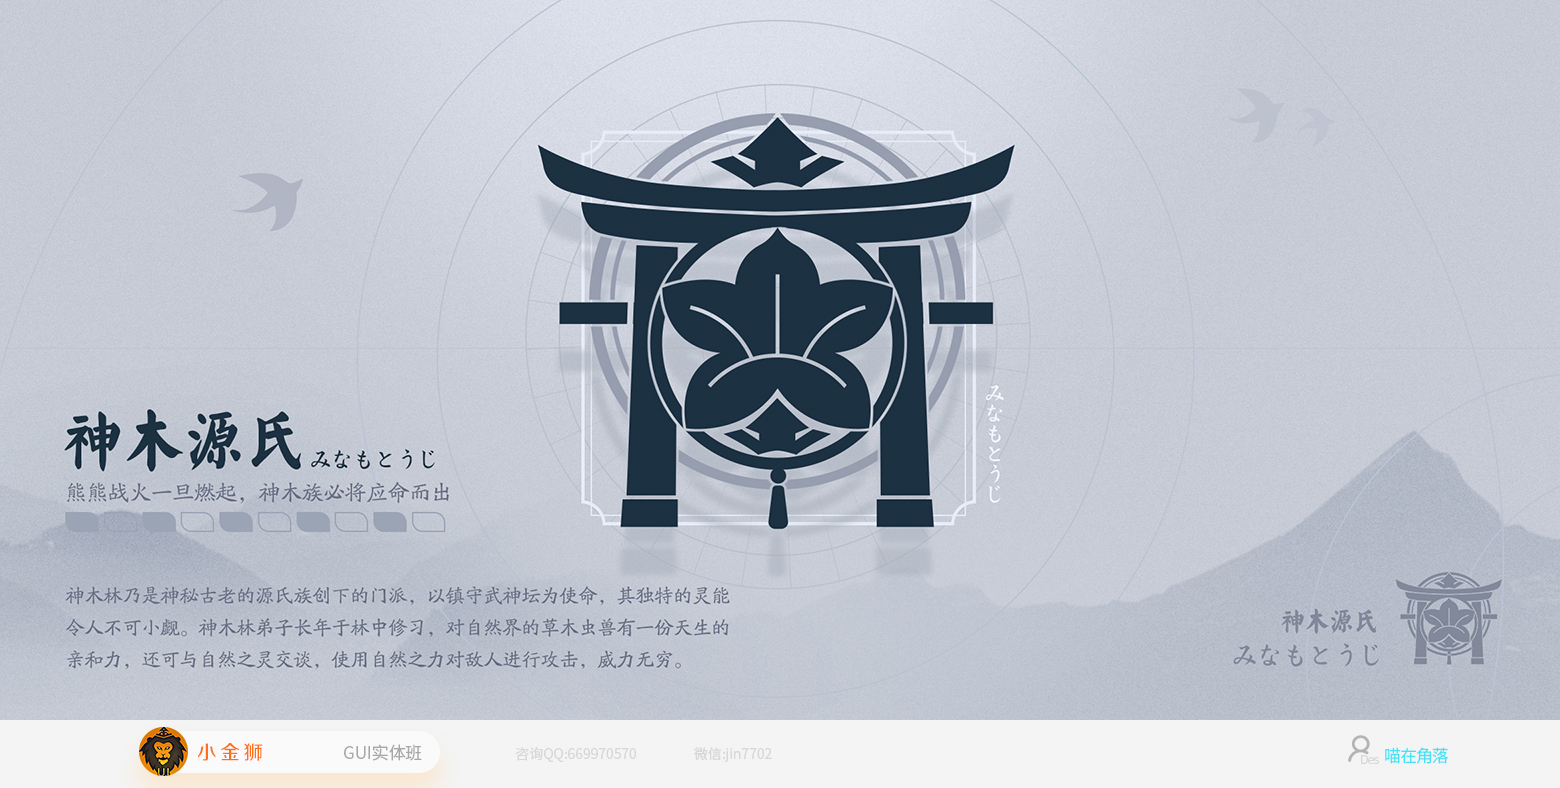 神木源氏 みなもとうじ
熊熊战火一旦燃起，神木族必将应命而出
みなもとうじ
神木林乃是神秘古老的源氏族创下的门派，以镇守武神坛为使命，其独特的灵能
令人不可小觑。神木林弟子长年于林中修习，对自然界的草木虫兽有一份天生的
亲和力，还可与自然之灵交谈，使用自然之力对敌人进行攻击，威力无穷。
神木源氏
みなもとうじ
小金狮 GUI实体班 咨询QQ:669970570 微信:jin7702 Des 喵在角落